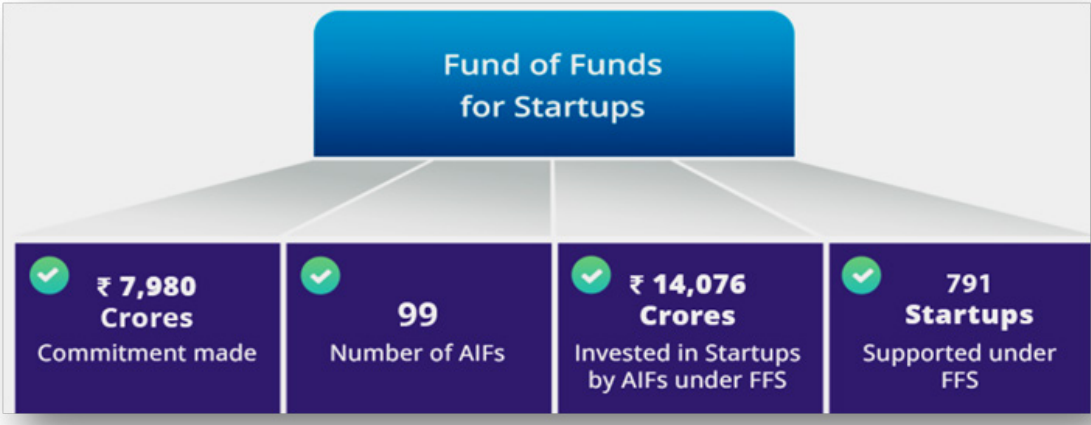 Fund of Funds
for Startups
₹ 7,980
Crores
Commitment made
99
Number of AIFs
₹ 14,076
Crores
Invested in Startups
by AIFs under FFS
791
Startups
Supported under
FFS